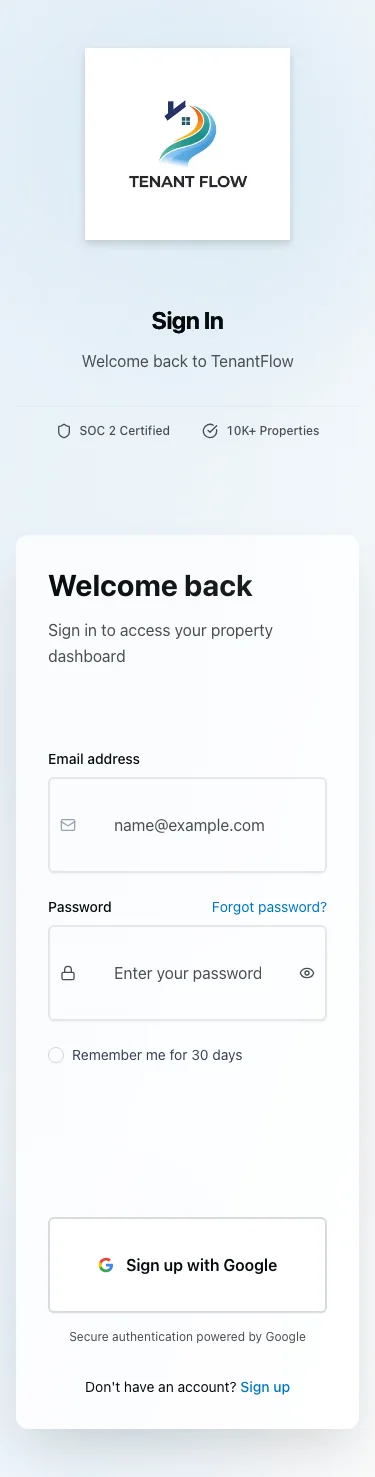 TENANT FLOW
Sign In
Welcome back to TenantFlow
SOC 2 Certified
10K+ Properties
Welcome back
Sign in to access your property
dashboard
Email address
name@example.com
Password
Forgot password?
Enter your password
Remember me for 30 days
Sign up with Google
Secure authentication powered by Google
Don't have an account? Sign up